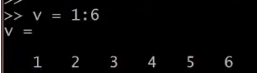 >>
>> v = 1:6
v =
1 2 3 4 5 6